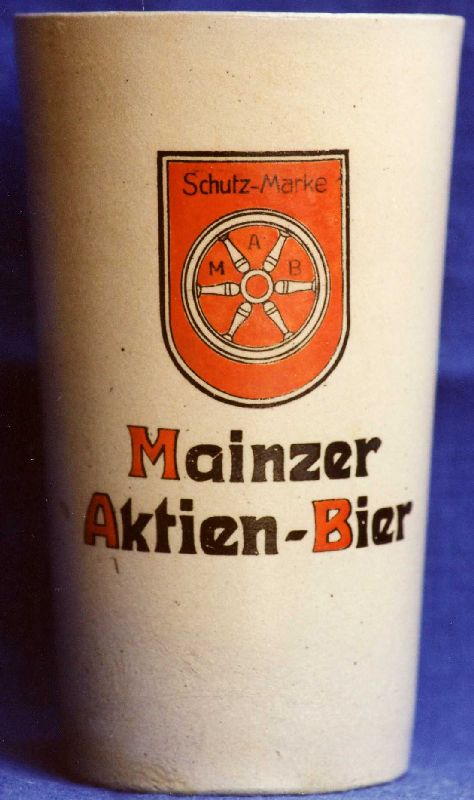 Schutz-Marke
A
M B
Mainzer
Aktien-Bier